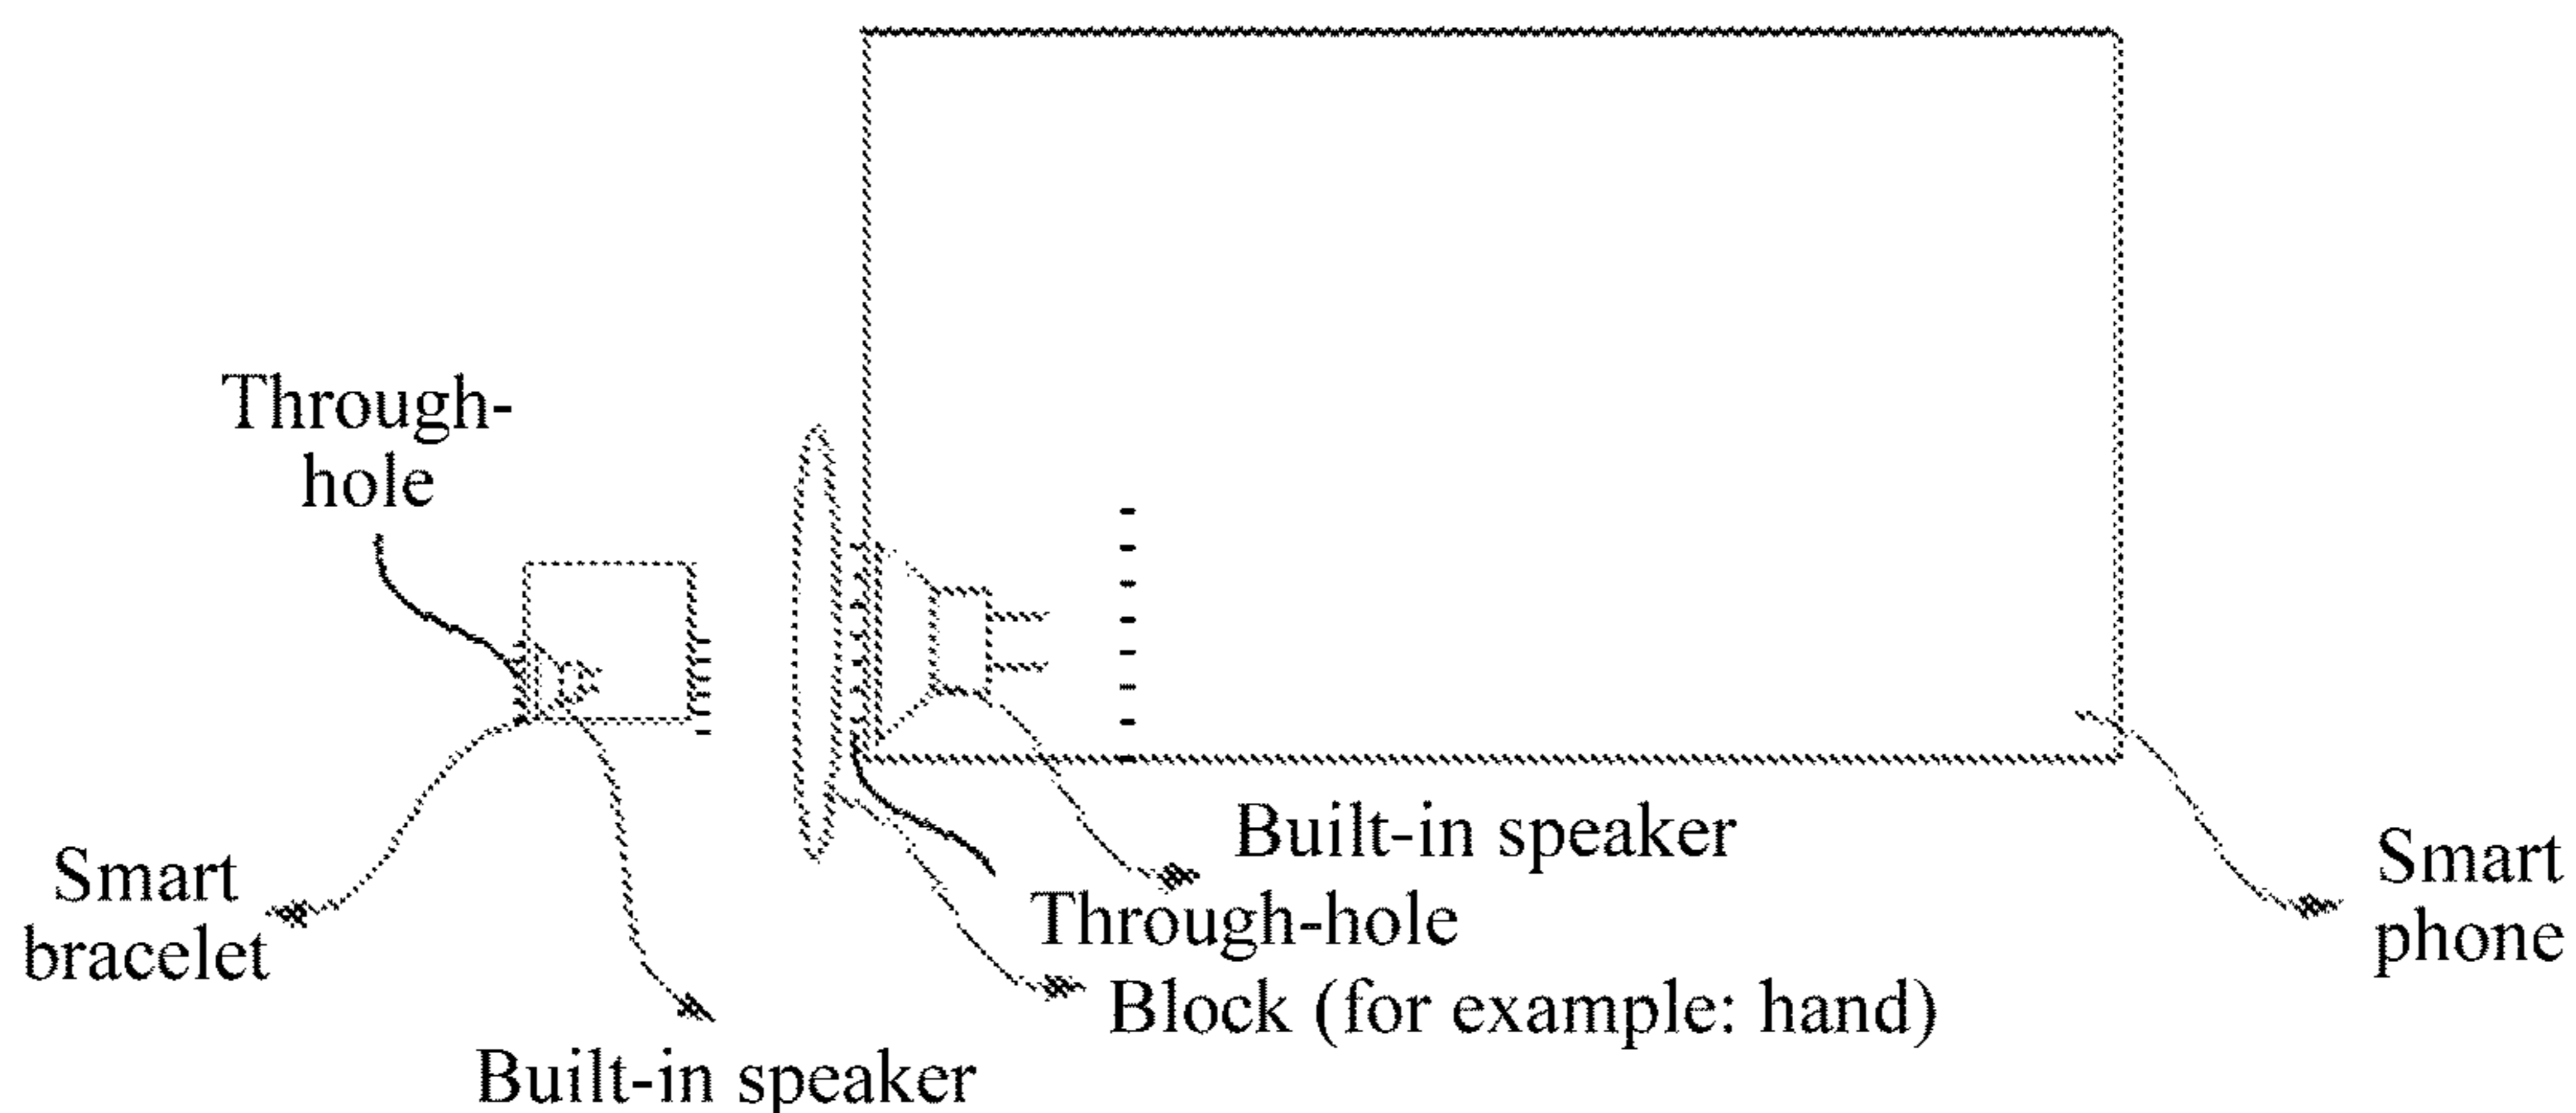 Through-
hole
Built-in speaker
Smart
phone
Smart
bracelet
Through-hole
Block (for example: hand)
Built-in speaker